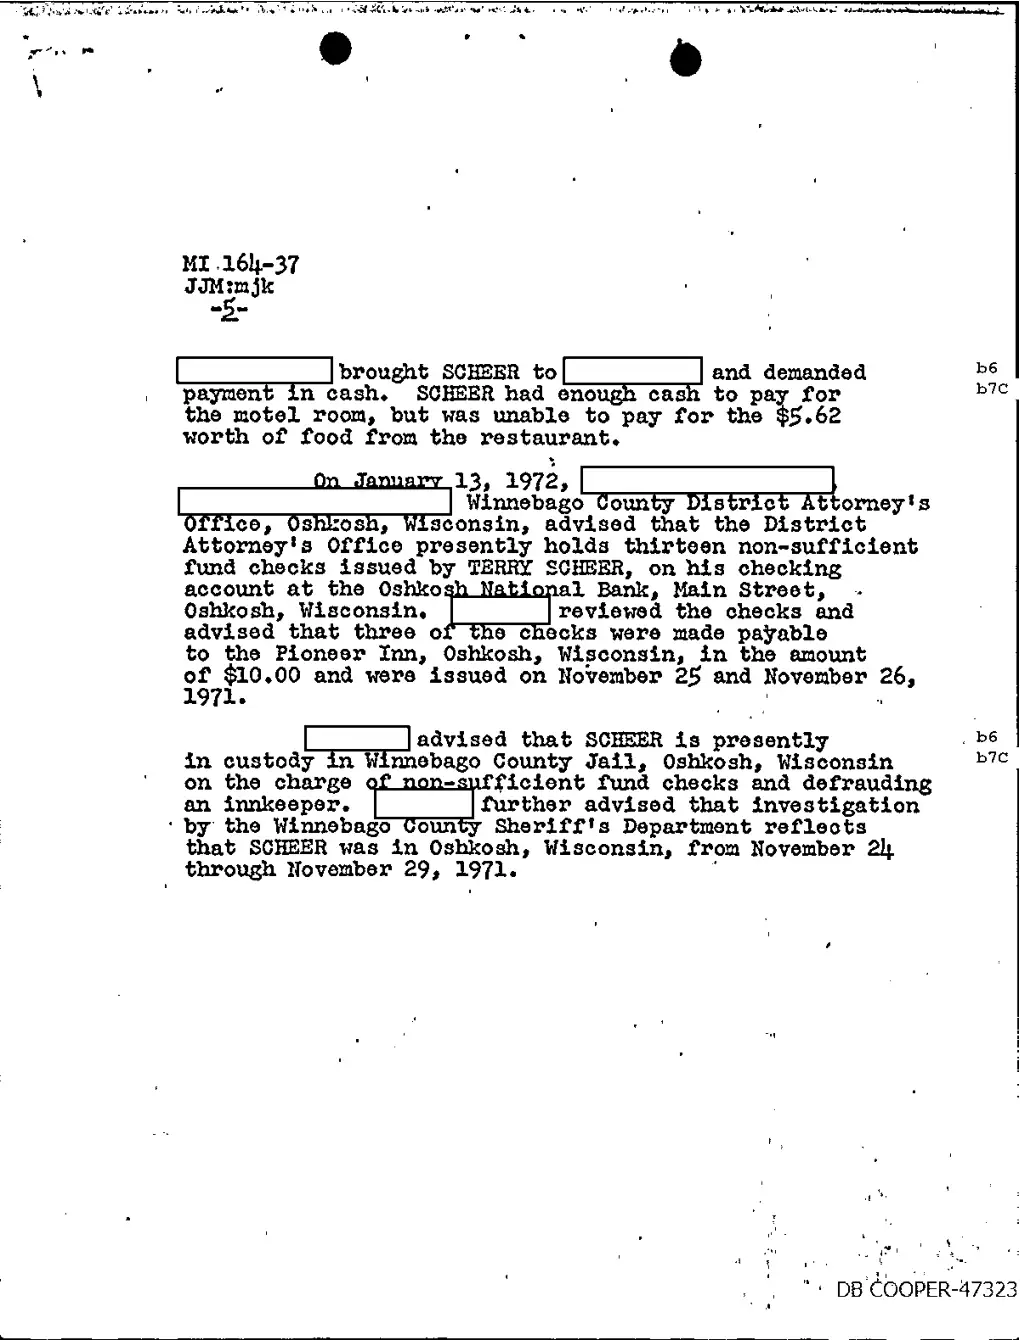 MI 164-37
JJM:mjk
-5-
brought SCHEER to and demanded b6
payment in cash. SCHEER had enough cash to pay for b7C
the motel room, but was unable to pay for the $5.62
worth of food from the restaurant.
On January 13, 1972, ,
Winnebago County District Attorney's
Office, Oshkosh, Wisconsin, advised that the District
Attorney's Office presently holds thirteen non-sufficient
fund checks issued by TERRY SCHEER, on his checking
account at the Oshkosh National Bank, Main Street,
Oshkosh, Wisconsin. reviewed the checks and
advised that three of the checks were made payable
to the Pioneer Inn, Oshkosh, Wisconsin, in the amount
of $10.00 and were issued on November 25 and November 26,
1971.
advised that SCHEER is presently b6
in custody in Winnebago County Jail, Oshkosh, Wisconsin b7C
on the charge of non-sufficient fund checks and defrauding
an innkeeper. further advised that investigation
by the Winnebago County Sheriff's Department reflects
that SCHEER was in Oshkosh, Wisconsin, from November 24
through November 29, 1971.
DB COOPER-47323